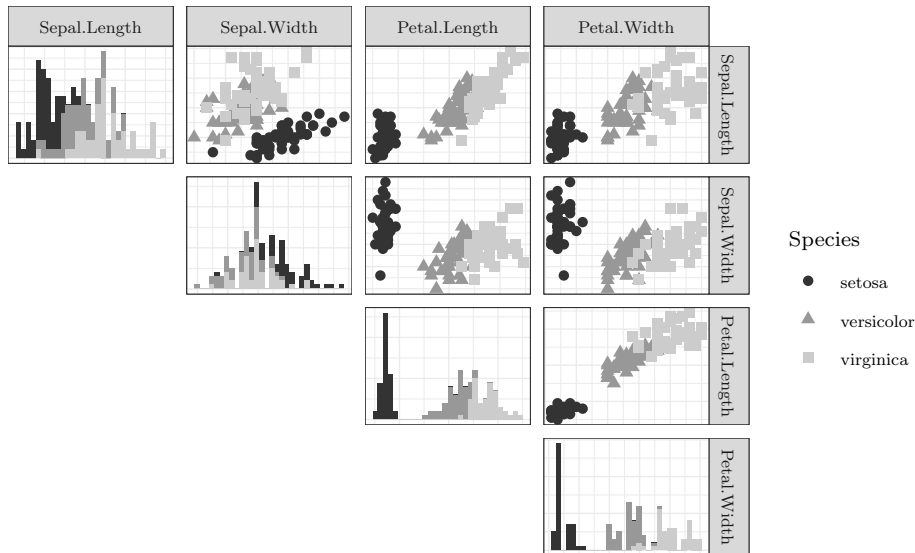 Sepal.Length
Sepal.Width
Petal.Length
Petal.Width
Sepal.Length
Sepal.Width
Petal.Length
Petal.Width
Species
setosa
versicolor
virginica